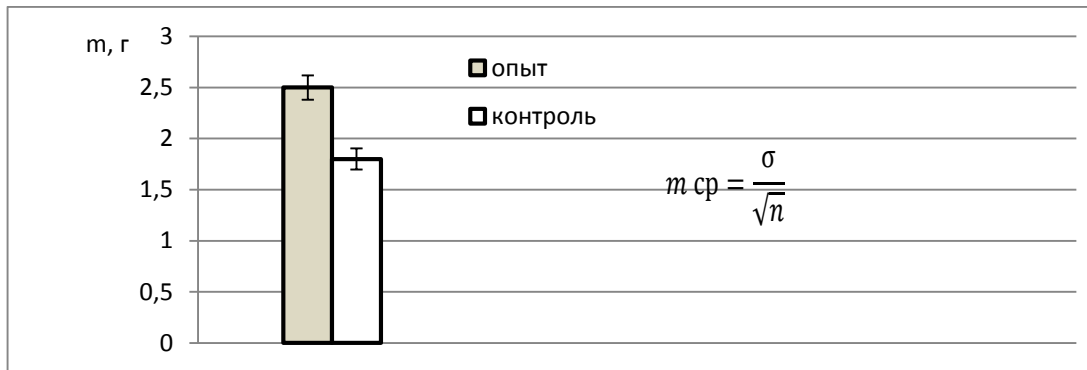 m, г
3
2,5
2
1,5
1
0,5
0
опыт
контроль
m ср = σ/√n